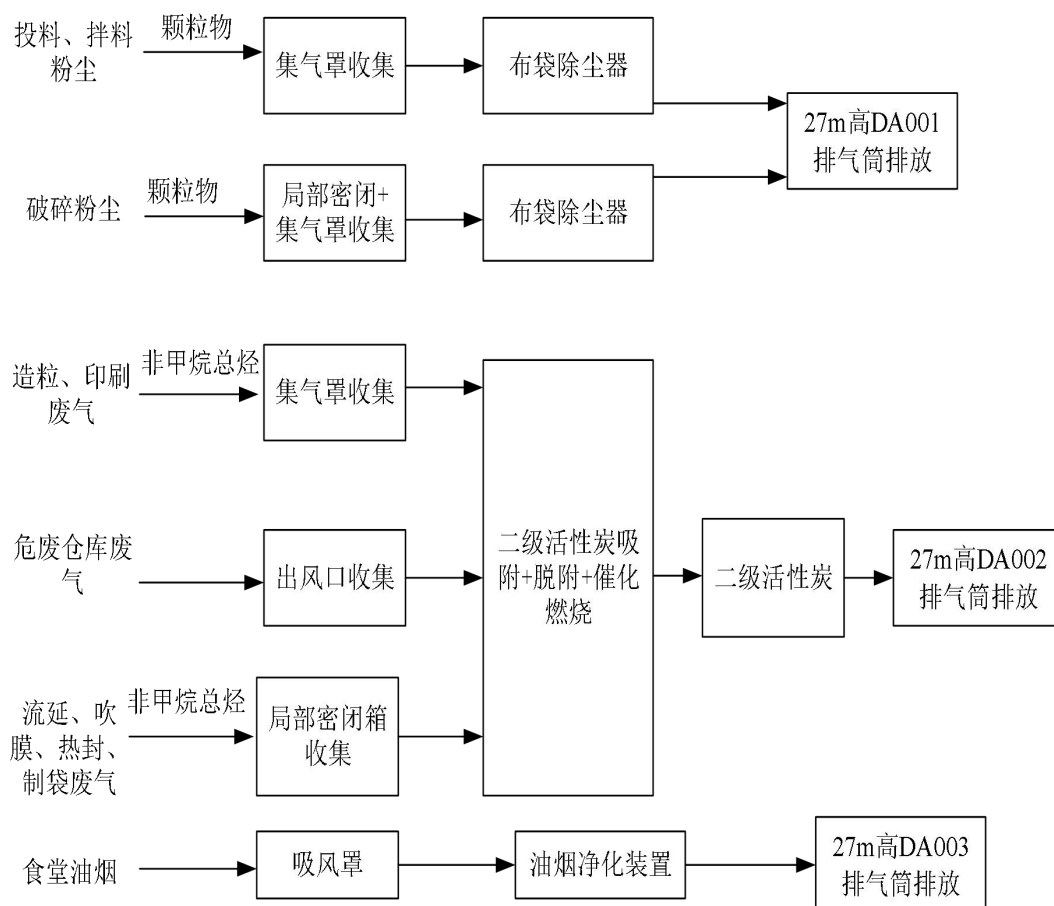 投料、拌料
粉尘
颗粒物
集气罩收集
布袋除尘器
27m高DA001
排气筒排放
破碎粉尘
颗粒物
局部密闭+
集气罩收集
布袋除尘器
造粒、印刷
废气
非甲烷总烃
集气罩收集
危废仓库废
气
出风口收集
二级活性炭吸
附+脱附+催化
燃烧
二级活性炭
27m高DA002
排气筒排放
流延、吹
膜、热封、
制袋废气
非甲烷总烃
局部密闭箱
收集
食堂油烟
吸风罩
油烟净化装置
27m高DA003
排气筒排放